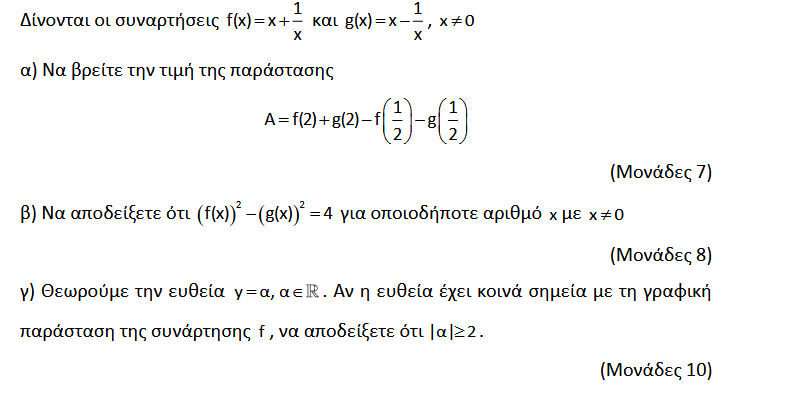 Δίνονται οι συναρτήσεις f(x)=x+1/x και g(x)=x−1/x, x≠0
α) Να βρείτε την τιμή της παράστασης
A=f(2)+g(2)−f(1/2)−g(1/2)
(Μονάδες 7)
β) Να αποδείξετε ότι (f(x))²−(g(x))²=4 για οποιοδήποτε αριθμό x με x≠0
(Μονάδες 8)
γ) Θεωρούμε την ευθεία y=α, α∈ℝ. Αν η ευθεία έχει κοινά σημεία με τη γραφική
παράσταση της συνάρτησης f , να αποδείξετε ότι |α|≥2.
(Μονάδες 10)